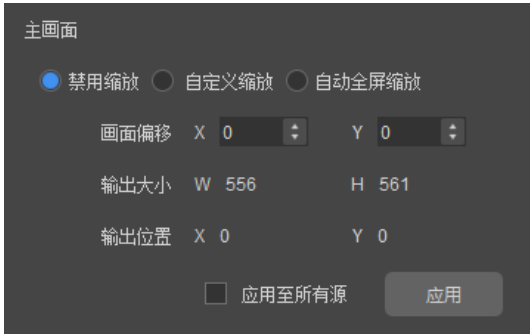 主画面
禁用缩放 自定义缩放 自动全屏缩放
画面偏移 X 0 Y 0
输出大小 W 556 H 561
输出位置 X 0 Y 0
应用至所有源 应用